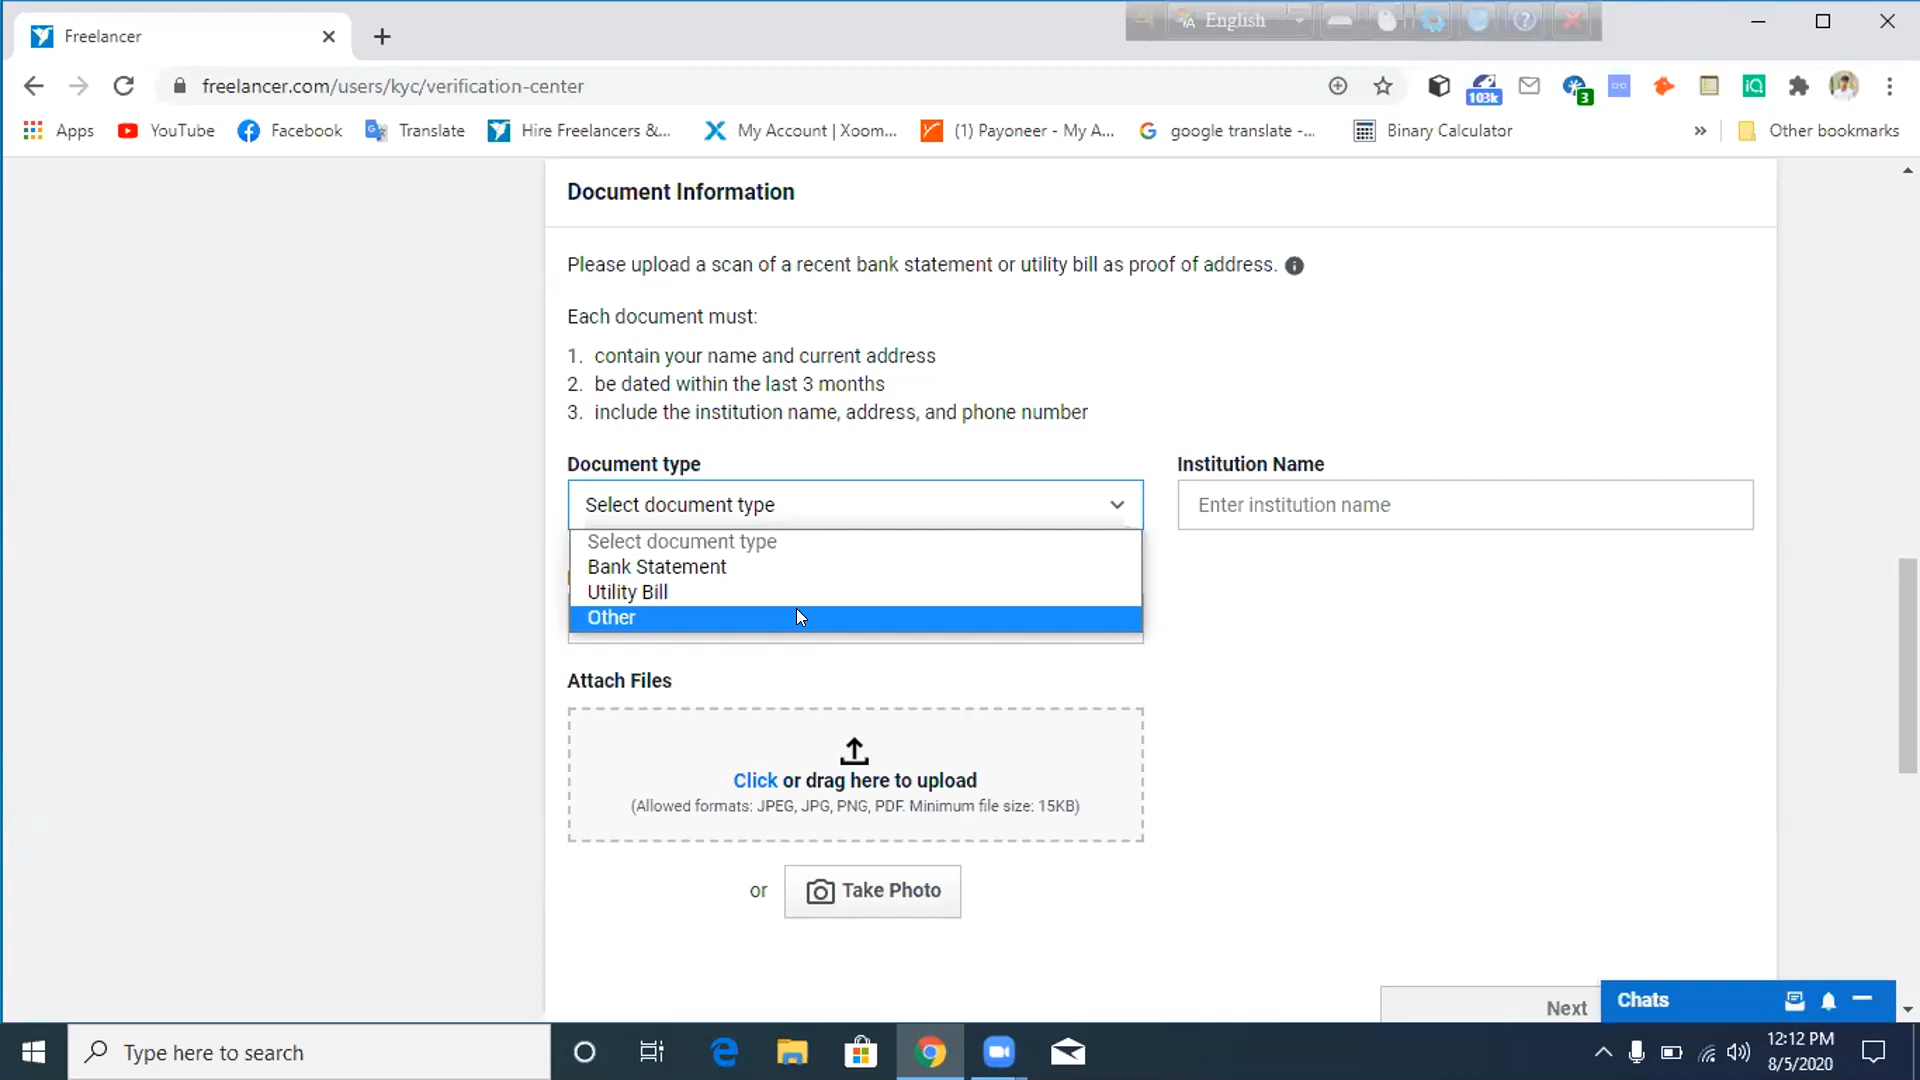 Freelancer
English
freelancer.com/users/kyc/verification-center
103k
3
iQ
Apps
YouTube
Facebook
Translate
Hire Freelancers &...
My Account | Xoom...
(1) Payoneer - My A...
google translate -...
Binary Calculator
Other bookmarks
Document Information
Please upload a scan of a recent bank statement or utility bill as proof of address.
Each document must:
1. contain your name and current address
2. be dated within the last 3 months
3. include the institution name, address, and phone number
Document type
Institution Name
Select document type
Enter institution name
Select document type
Bank Statement
Utility Bill
Other
Attach Files
Click or drag here to upload
(Allowed formats: JPEG, JPG, PNG, PDF. Minimum file size: 15KB)
or
Take Photo
Next
Chats
Type here to search
12:12 PM
8/5/2020